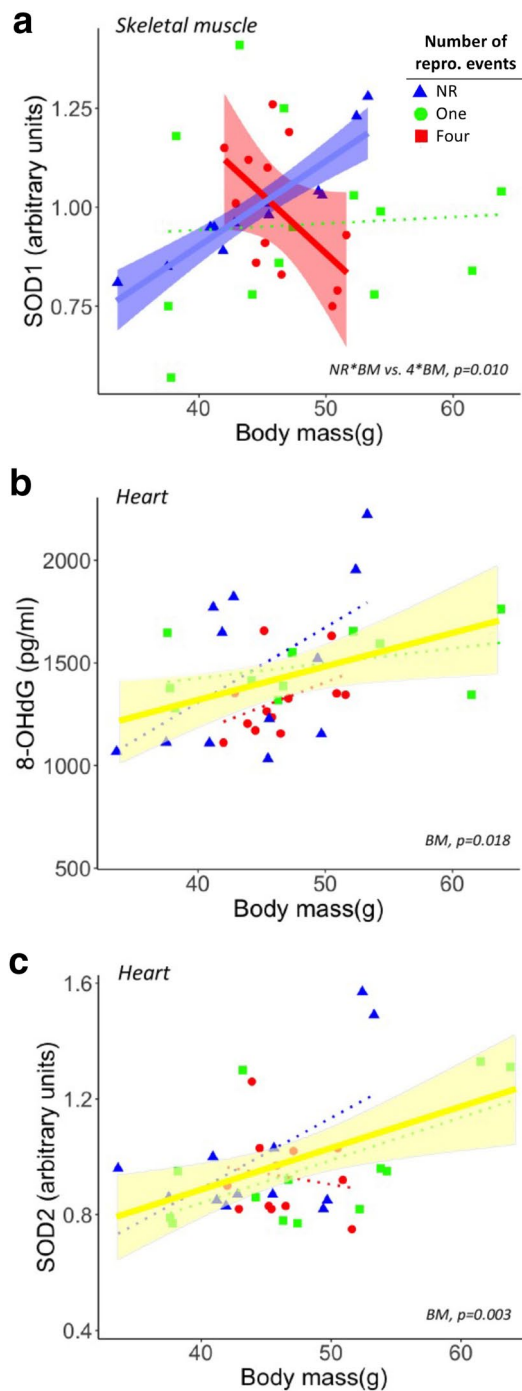 a
Skeletal muscle
Number of
repro. events
NR
One
Four
1.25
1.00
0.75
SOD1 (arbitrary units)
NR*BM vs. 4*BM, p=0.010
40
50
60
Body mass(g)
b
Heart
2000
1500
1000
500
8-OHdG (pg/ml)
BM, p=0.018
40
50
60
Body mass(g)
c
Heart
1.6
1.2
0.8
0.4
SOD2 (arbitrary units)
BM, p=0.003
40
50
60
Body mass(g)